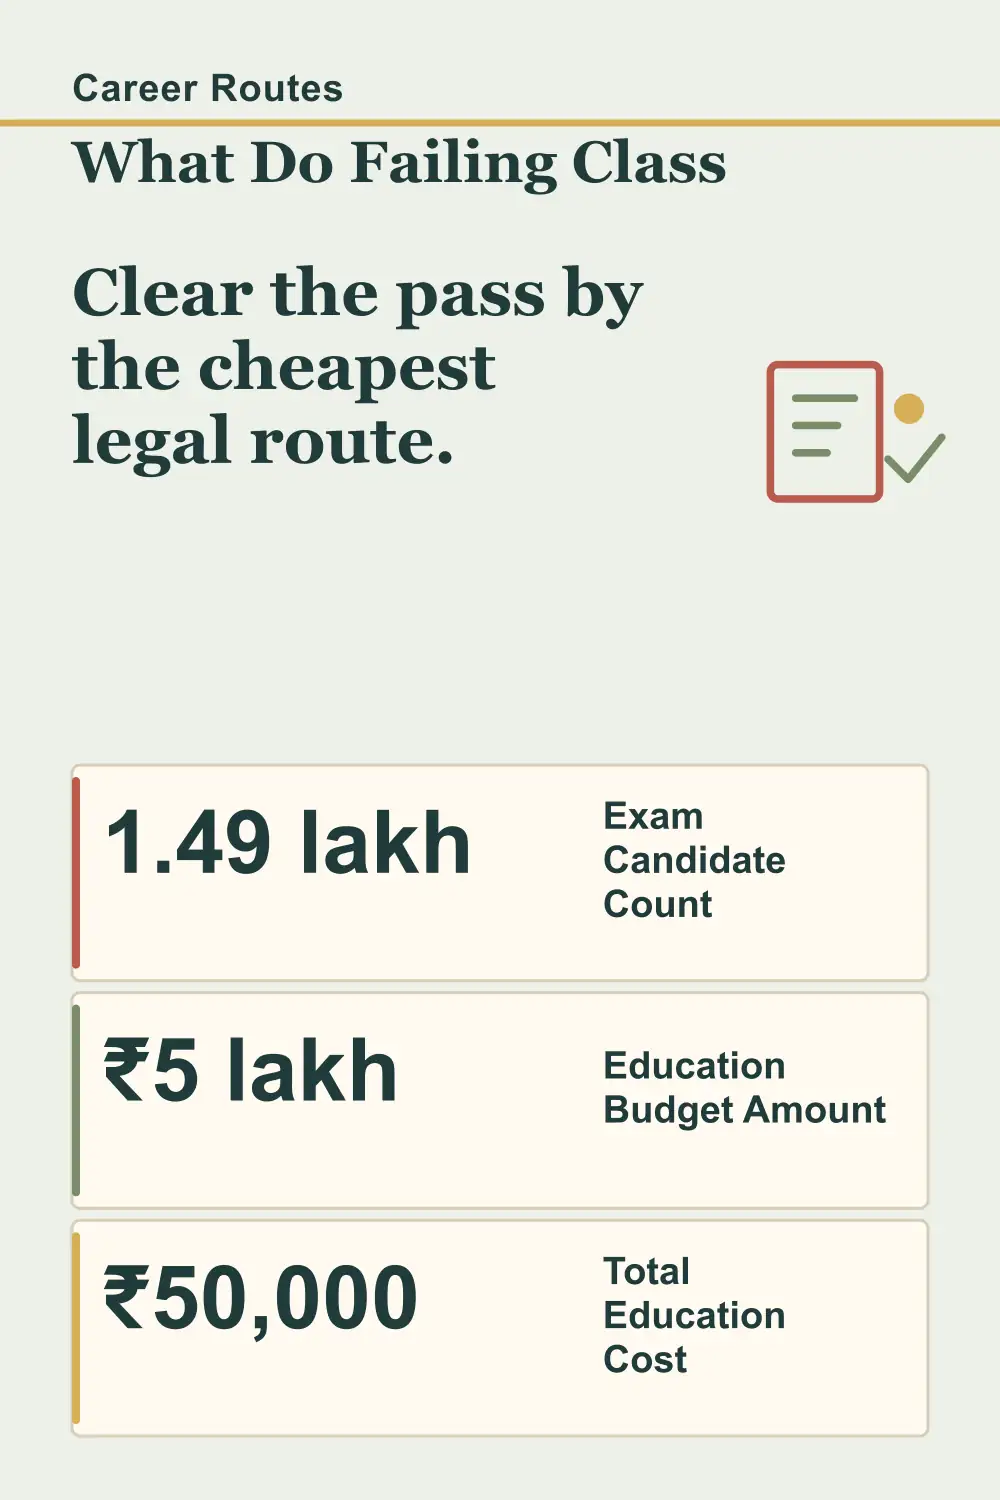 Career Routes
What Do Failing Class
Clear the pass by
the cheapest
legal route.
1.49 lakh
Exam
Candidate
Count
₹5 lakh
Education
Budget Amount
₹50,000
Total
Education
Cost